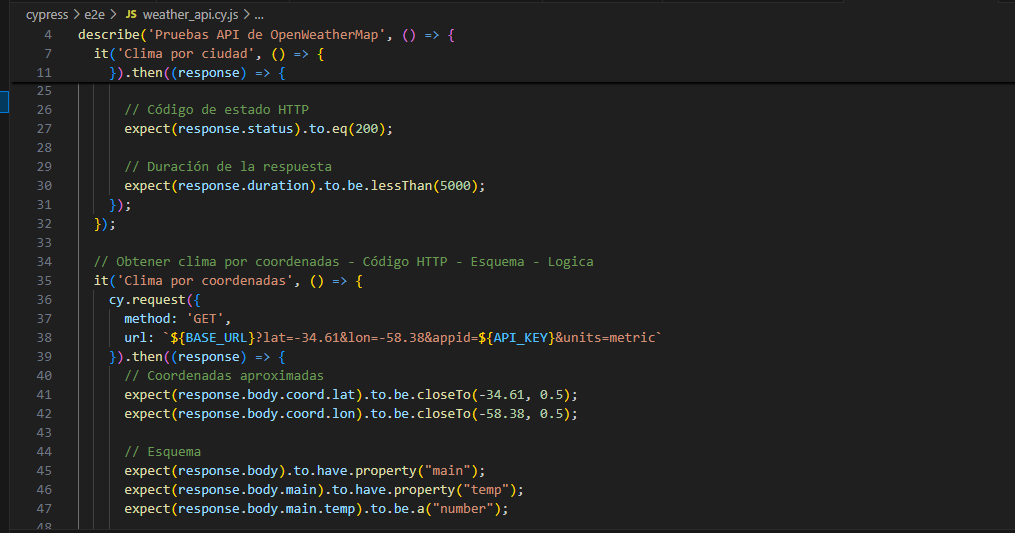 cypress > e2e > JS weather_api.cy.js > ...
4 describe('Pruebas API de OpenWeatherMap', () => {
7 it('Clima por ciudad', () => {
11 }).then((response) => {
25
26 // Código de estado HTTP
27 expect(response.status).to.eq(200);
28
29 // Duración de la respuesta
30 expect(response.duration).to.be.lessThan(5000);
31 });
32 });
33
34 // Obtener clima por coordenadas - Código HTTP - Esquema - Logica
35 it('Clima por coordenadas', () => {
36 cy.request({
37 method: 'GET',
38 url: `${BASE_URL}?lat=-34.61&lon=-58.38&appid=${API_KEY}&units=metric`
39 }).then((response) => {
40 // Coordenadas aproximadas
41 expect(response.body.coord.lat).to.be.closeTo(-34.61, 0.5);
42 expect(response.body.coord.lon).to.be.closeTo(-58.38, 0.5);
43
44 // Esquema
45 expect(response.body).to.have.property("main");
46 expect(response.body.main).to.have.property("temp");
47 expect(response.body.main.temp).to.be.a("number");
48